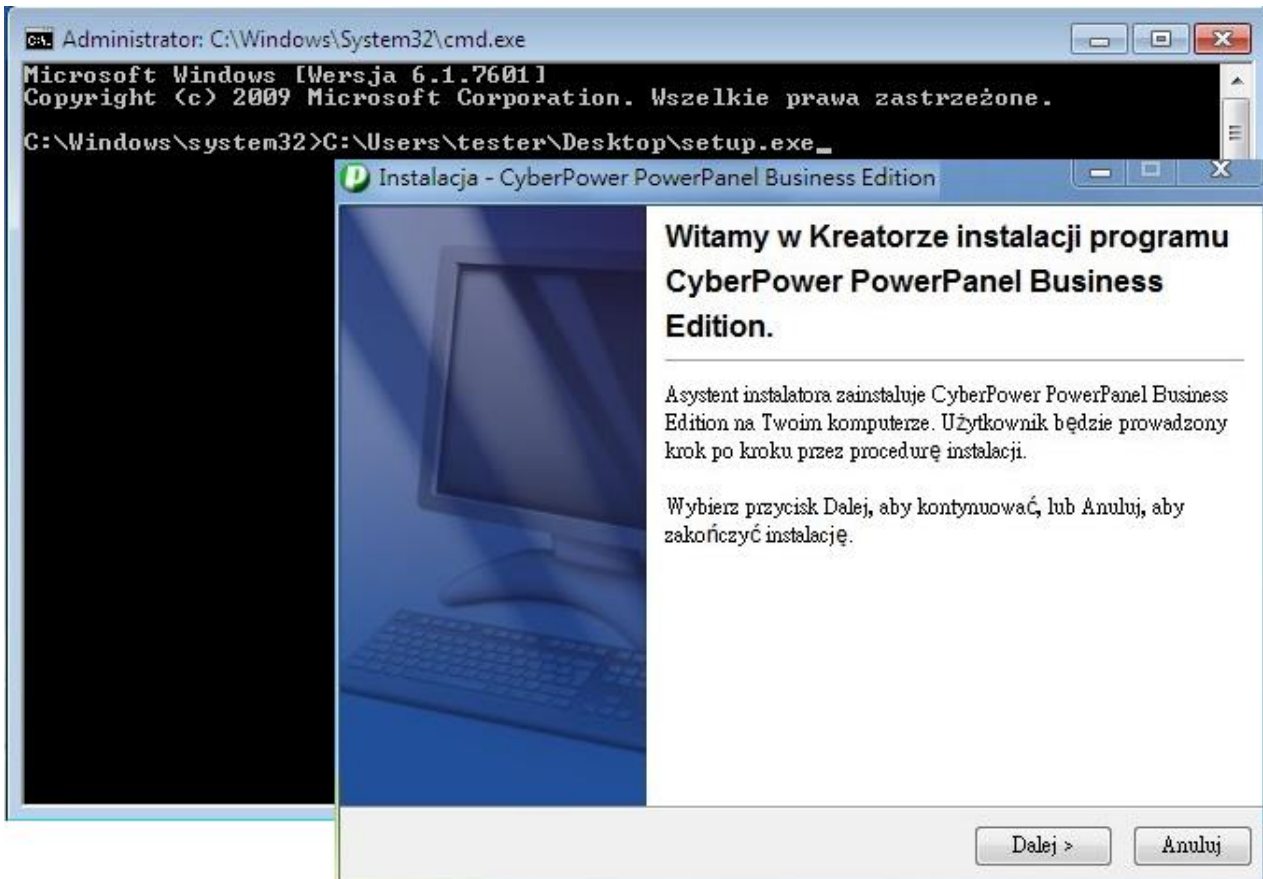 Administrator: C:\Windows\System32\cmd.exe
Microsoft Windows [Wersja 6.1.7601]
Copyright (c) 2009 Microsoft Corporation. Wszelkie prawa zastrzeżone.
C:\Windows\system32>C:\Users\tester\Desktop\setup.exe_
Instalacja - CyberPower PowerPanel Business Edition
Witamy w Kreatorze instalacji programu
CyberPower PowerPanel Business
Edition.
Asystent instalatora zainstaluje CyberPower PowerPanel Business
Edition na Twoim komputerze. Użytkownik będzie prowadzony
krok po kroku przez procedurę instalacji.
Wybierz przycisk Dalej, aby kontynuować, lub Anuluj, aby
zakończyć instalację.
Dalej >
Anuluj